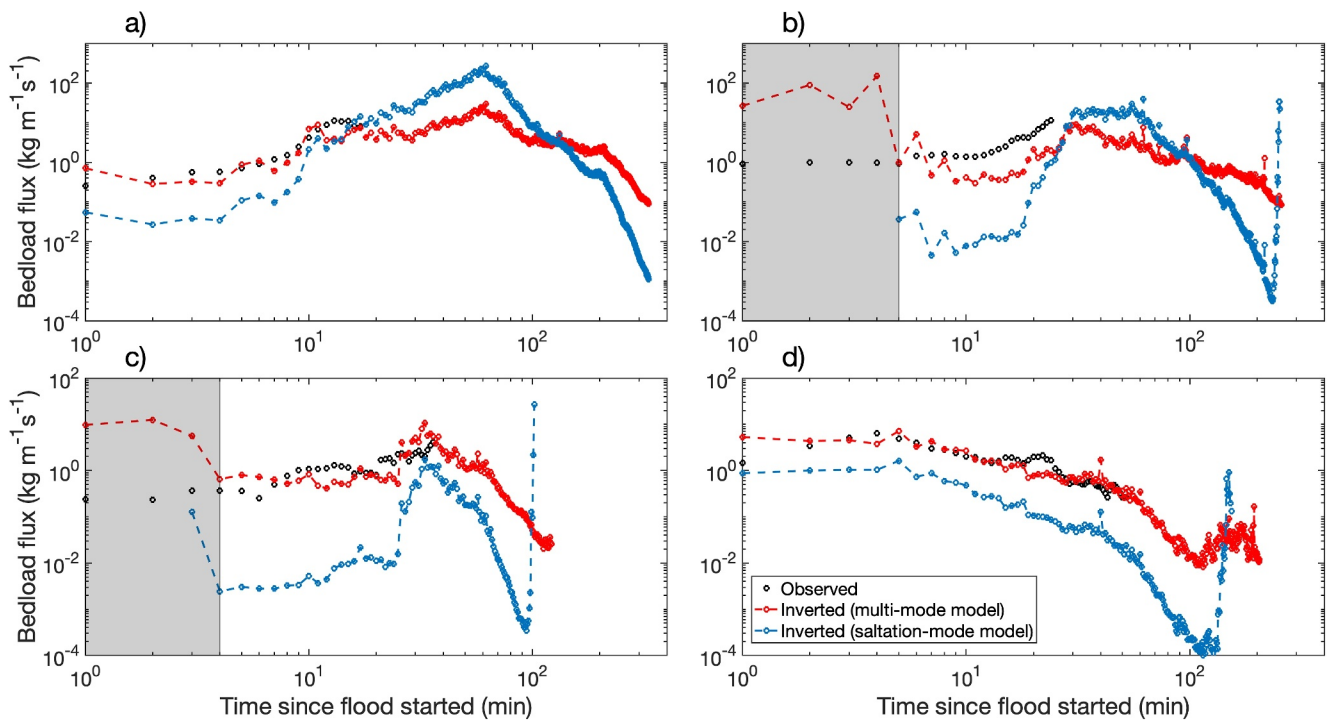 a)
b)
Bedload flux (kg m⁻¹ s⁻¹)
10²
10⁰
10⁻²
10⁻⁴
10⁰
10¹
10²
10²
10⁰
10⁻²
10⁻⁴
10⁰
10¹
10²
c)
d)
Bedload flux (kg m⁻¹ s⁻¹)
10²
10⁰
10⁻²
10⁻⁴
10⁰
10¹
10²
Time since flood started (min)
10²
10⁰
10⁻²
10⁻⁴
Observed
Inverted (multi-mode model)
Inverted (saltation-mode model)
10⁰
10¹
10²
Time since flood started (min)